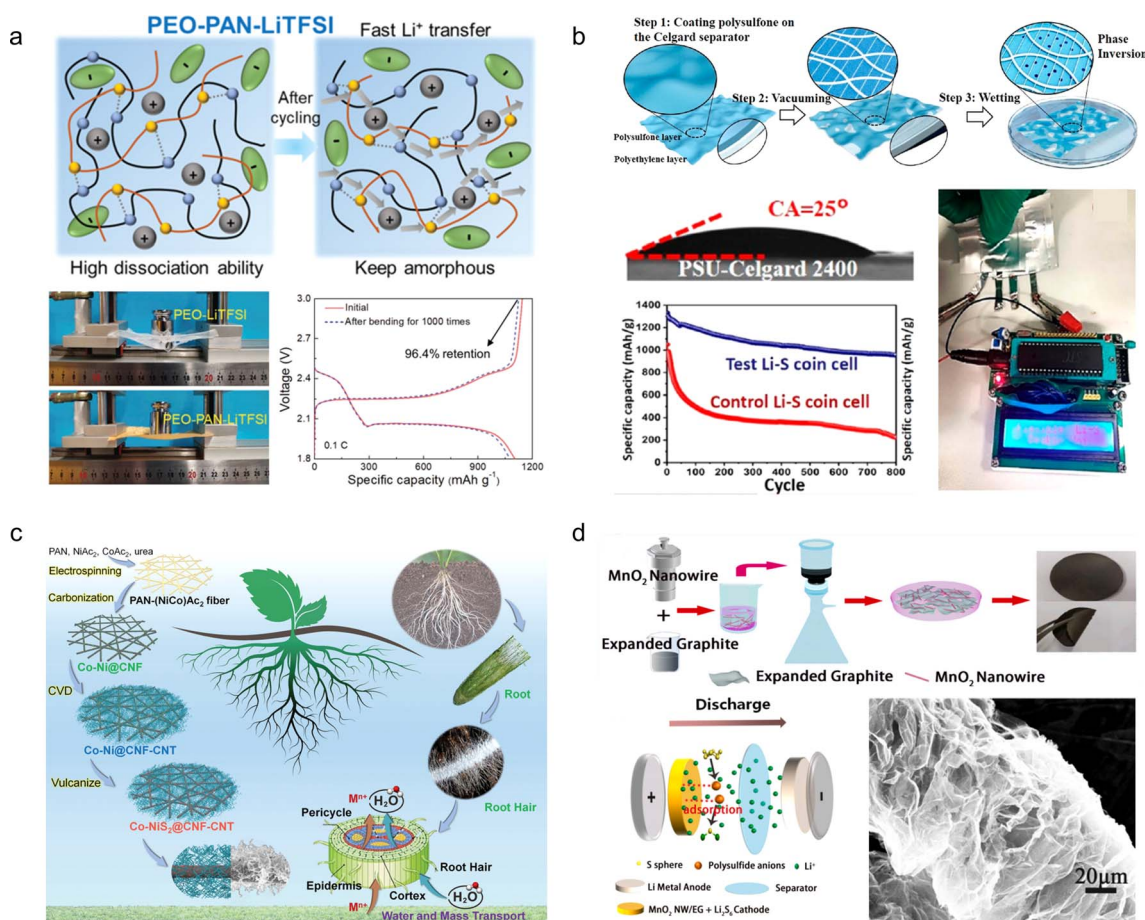 a
PEO-PAN-LiTFSI
Fast Li⁺ transfer
After
cycling
High dissociation ability
Keep amorphous
PEO-LiTFSI
PEO-PAN-LiTFSI
Initial
After bending for 1000 times
96.4% retention
0.1 C
Voltage (V)
3.0
2.7
2.4
2.1
1.8
0 300 600 900 1200
Specific capacity (mAh g⁻¹)
b
Step 1: Coating polysulfone on
the Celgard separator
Phase
Inversion
Step 2: Vacuuming
Step 3: Wetting
Polysulfone layer
Polyethylene layer
CA=25°
PSU-Celgard 2400
Specific capacity (mAh/g)
1400
1200
1000
800
600
400
200
0
Test Li-S coin cell
Control Li-S coin cell
Specific capacity (mAh/g)
0 100 200 300 400 500 600 700 800
Cycle
c
PAN, NiAc₂, CoAc₂, urea
Electrospinning
Carbonization
PAN-(NiCo)Ac₂ fiber
Co-Ni@CNF
CVD
Co-Ni@CNF-CNT
Vulcanize
Co-NiS₂@CNF-CNT
Root
Root Hair
Mⁿ⁺
H₂O
Pericycle
Root Hair
Epidermis
Cortex
H₂O
Mⁿ⁺
Water and Mass Transport
d
MnO₂ Nanowire
+
Expanded Graphite
Expanded Graphite
MnO₂ Nanowire
Discharge
+
-
adsorption
S sphere
Polysulfide anions
Li⁺
Li Metal Anode
Separator
MnO₂ NW/EG + Li₂S₆ Cathode
20μm